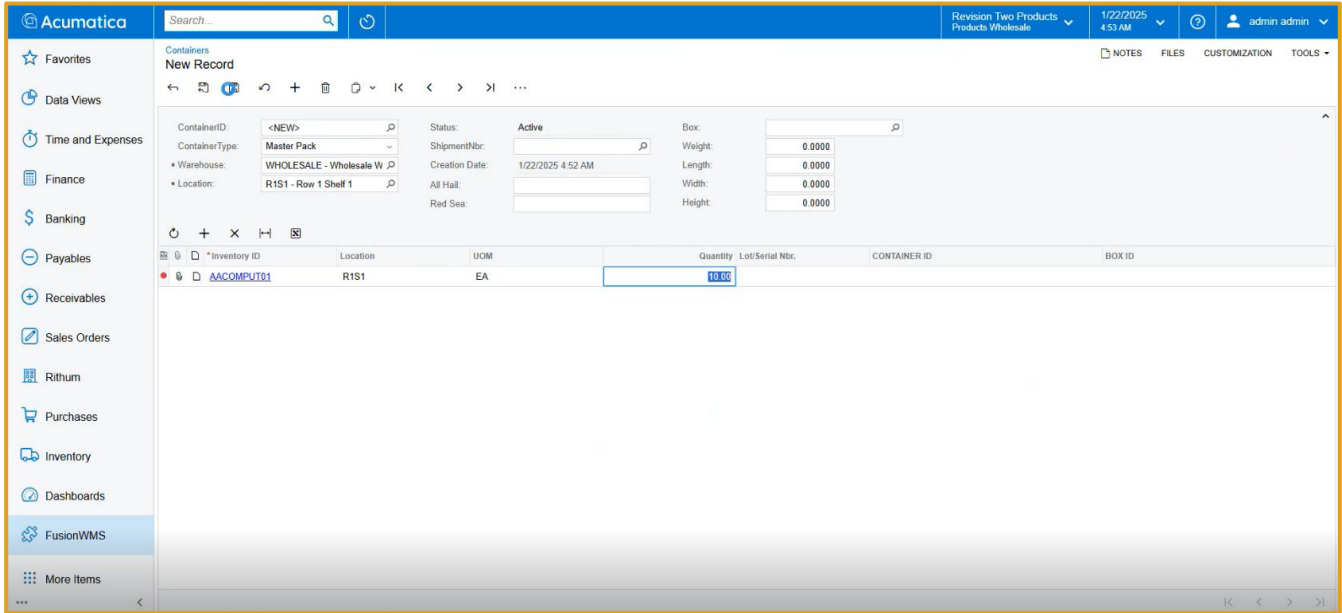 Acumatica
Search...
Revision Two Products
Products Wholesale
1/22/2025
4:53 AM
admin admin
Favorites
Data Views
Time and Expenses
Finance
Banking
Payables
Receivables
Sales Orders
Rithum
Purchases
Inventory
Dashboards
FusionWMS
More Items
Containers
New Record
NOTES FILES CUSTOMIZATION TOOLS
ContainerID: <NEW>
ContainerType: Master Pack
* Warehouse: WHOLESALE - Wholesale W
* Location: R1S1 - Row 1 Shelf 1
Status: Active
ShipmentNbr:
Creation Date: 1/22/2025 4:52 AM
All Hail:
Red Sea:
Box:
Weight: 0.0000
Length: 0.0000
Width: 0.0000
Height: 0.0000
*Inventory ID Location UOM Quantity Lot/Serial Nbr. CONTAINER ID BOX ID
AACOMPUT01 R1S1 EA 10.00